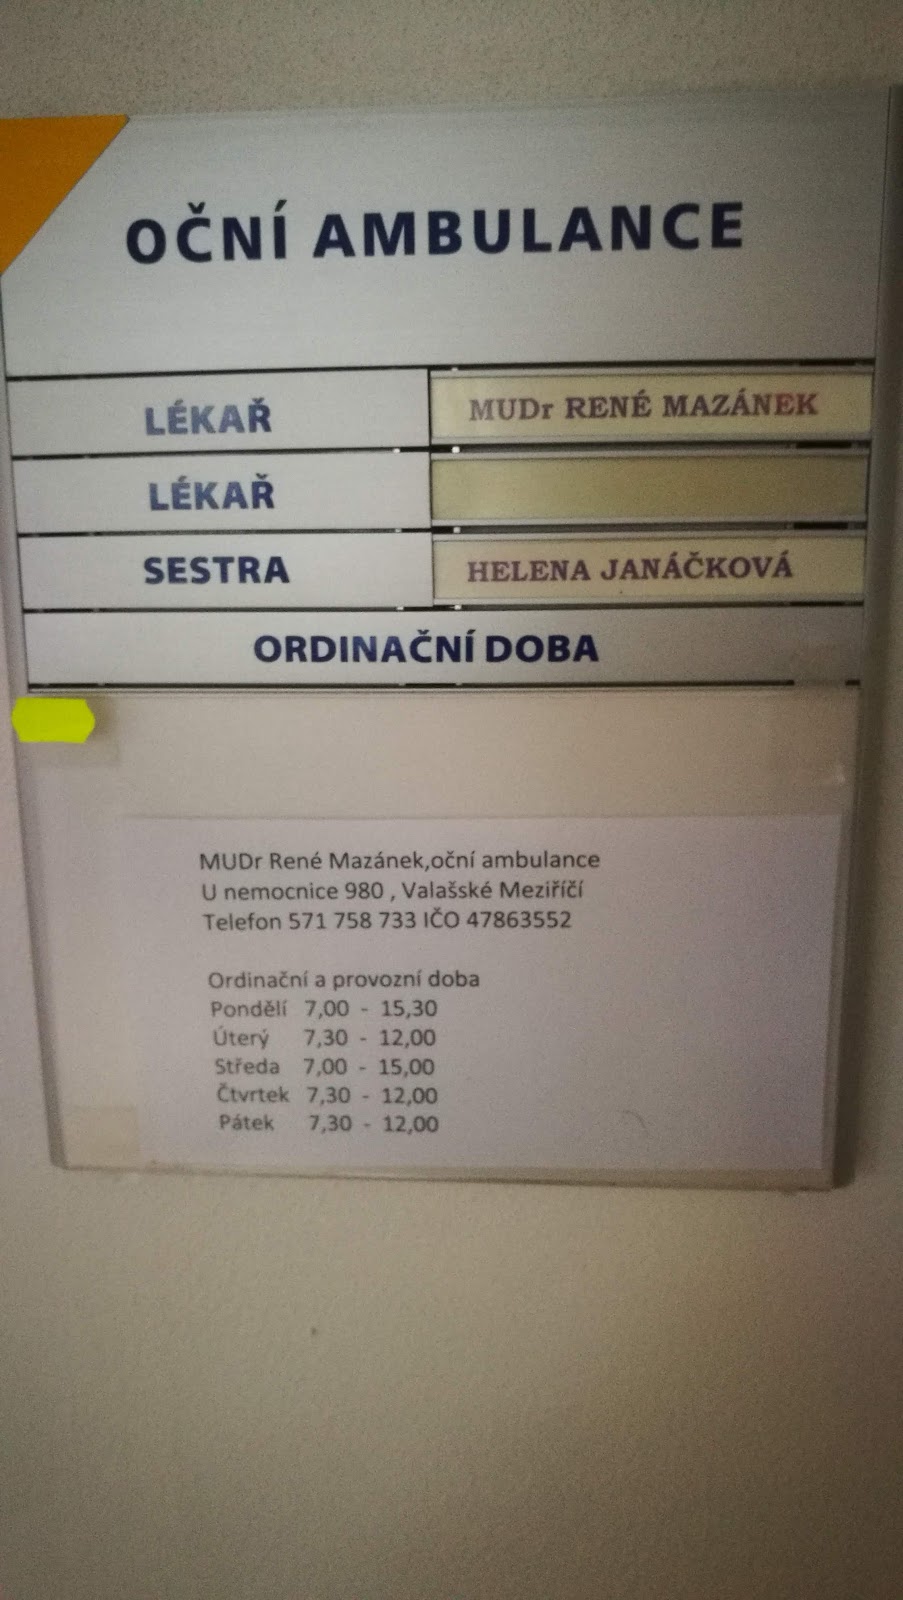 OČNÍ AMBULANCE
LÉKAŘ MUDr RENÉ MAZÁNEK
LÉKAŘ
SESTRA HELENA JANÁČKOVÁ
ORDINAČNÍ DOBA
MUDr René Mazánek,oční ambulance
U nemocnice 980 , Valašské Meziříčí
Telefon 571 758 733 IČO 47863552
Ordinační a provozní doba
Pondělí 7,00 - 15,30
Úterý 7,30 - 12,00
Středa 7,00 - 15,00
Čtvrtek 7,30 - 12,00
Pátek 7,30 - 12,00